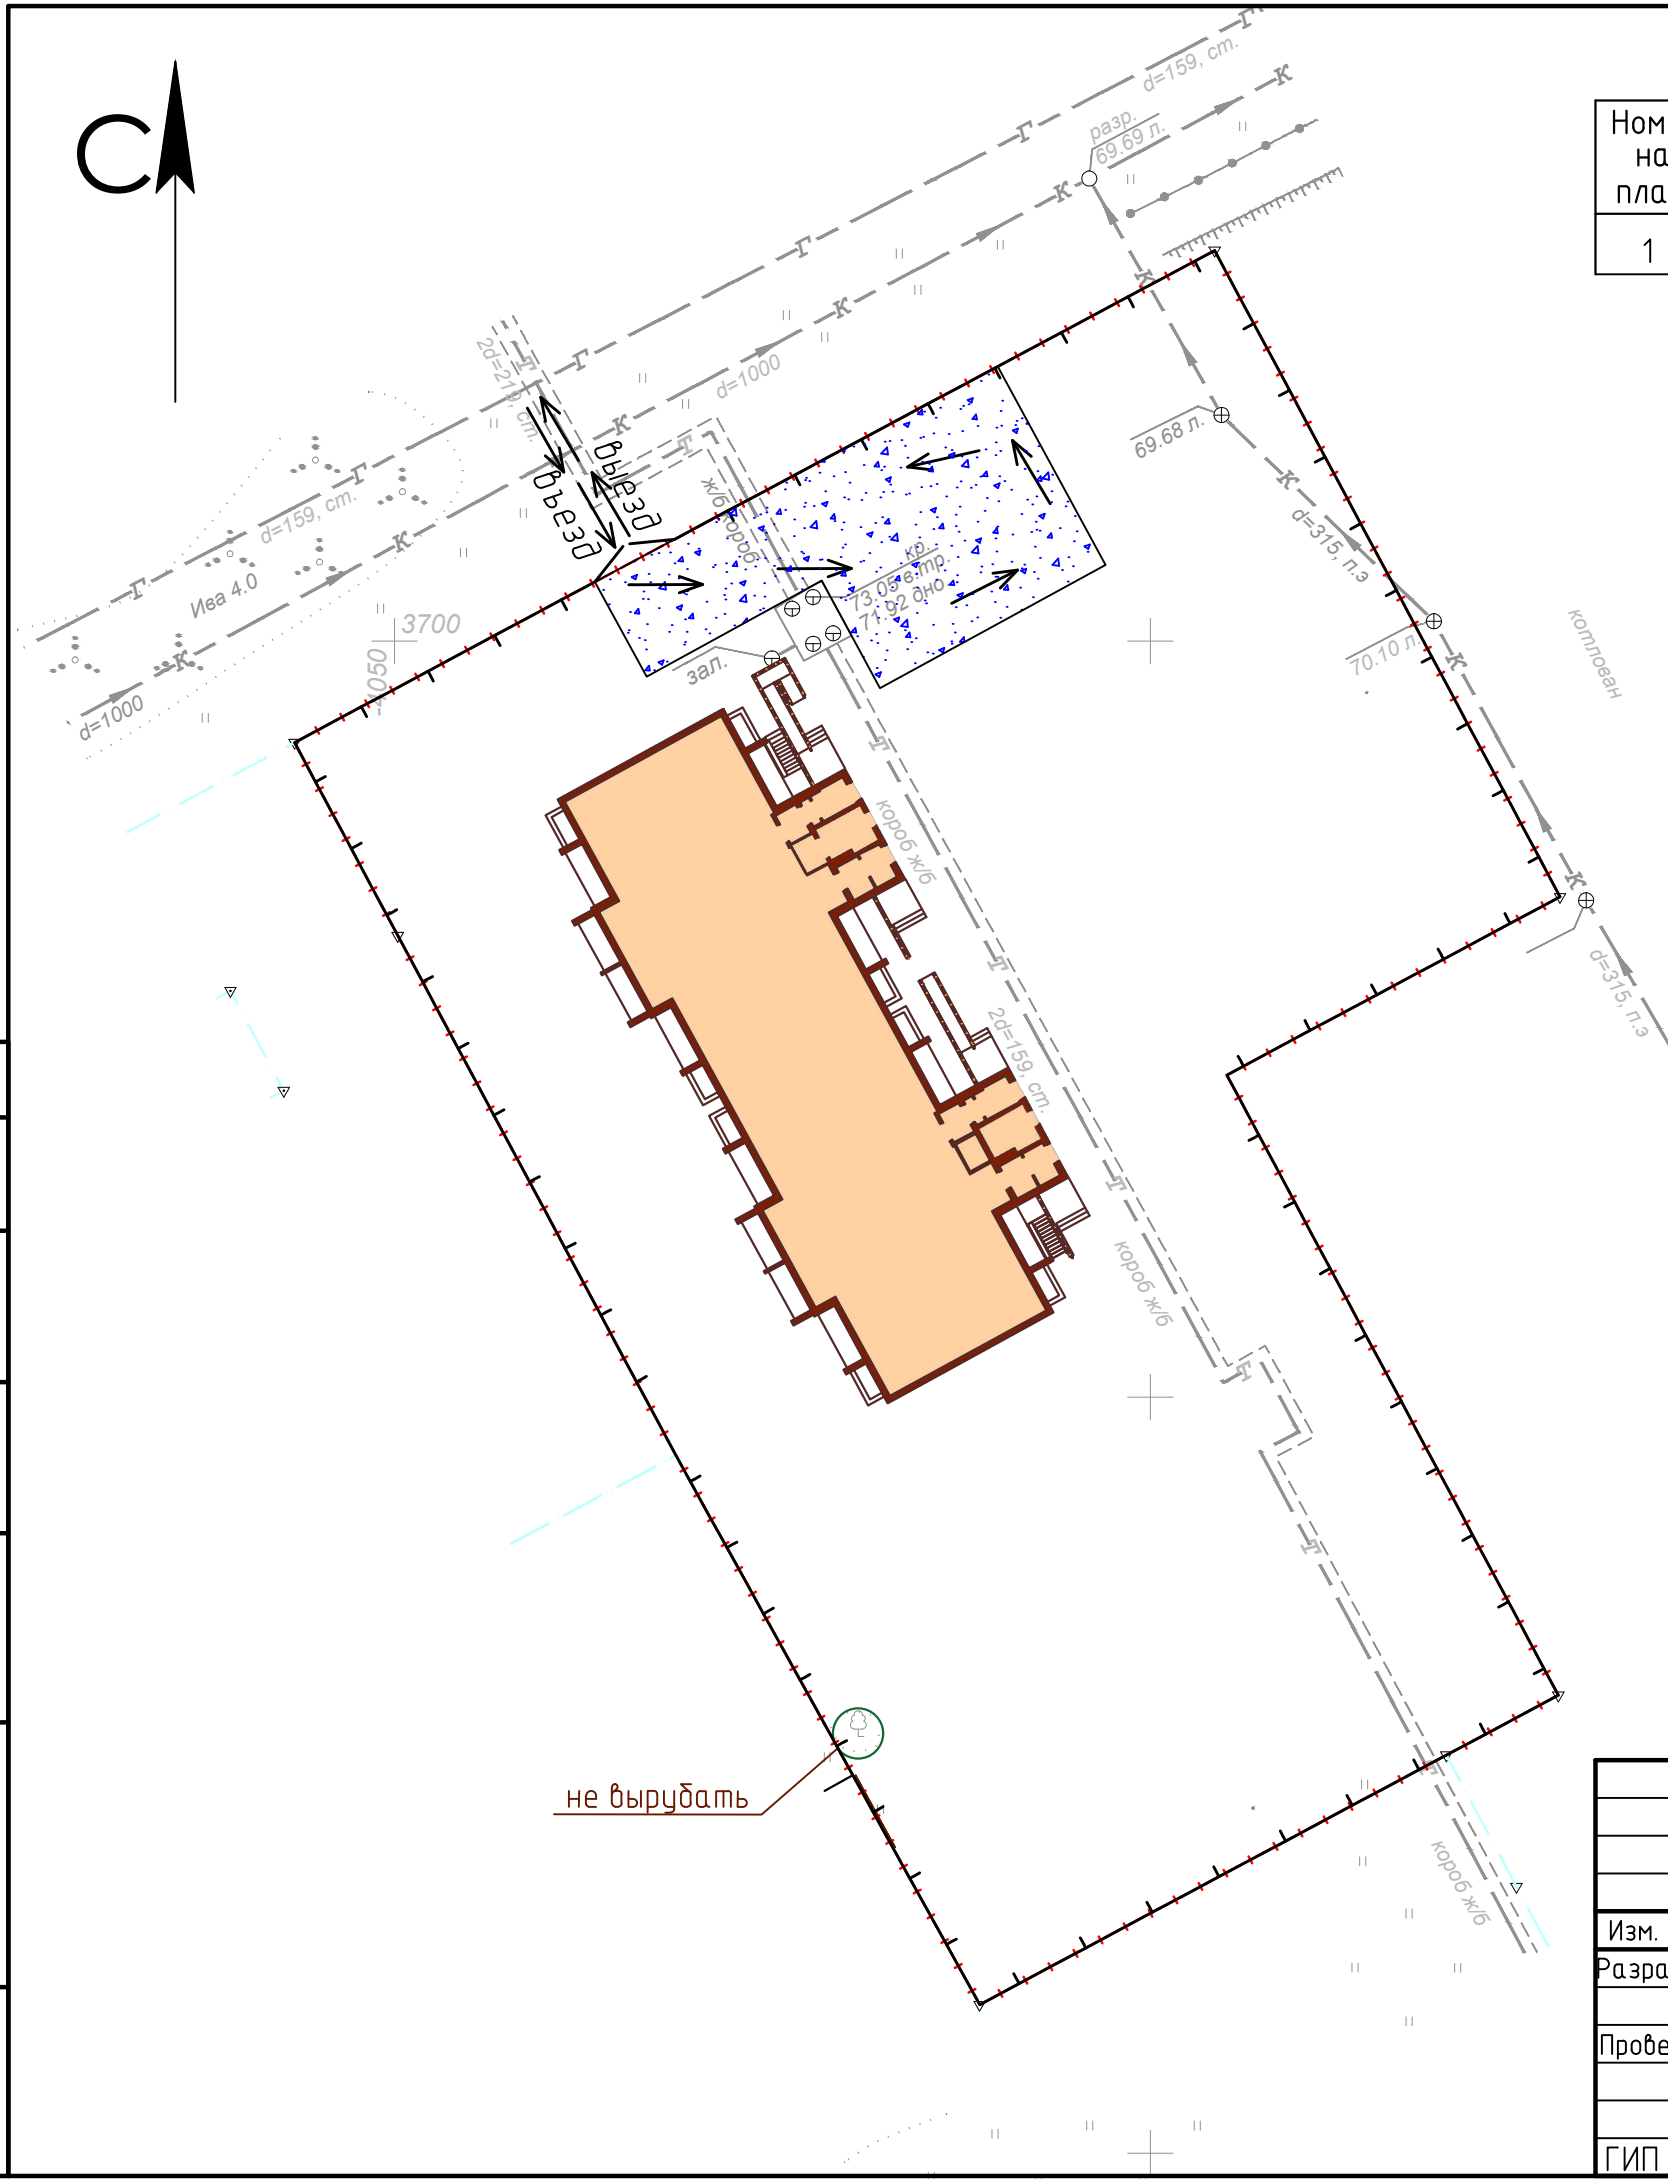 С
Г
d=159, ст.
К
разр.
69.69 л.
К
Г
Г
К
К
Ном
на
пла
1
Т
2d=219, ст.
Г
d=1000
К
Т
69.68 л.
К
Г
d=159, ст.
К
Въезд
Выезд
ж/б короб
d=315, п.э
кр.
73.05 в.тр.
71.92 дно
Г
Ива 4.0
3700
4050
К
d=1000
зал.
70.10 л.
К
котлован
Т
короб ж/б
К
d=315, п.э
Т
2d=159, ст.
Т
короб ж/б
Т
Т
не вырубать
Т
короб ж/б
Изм.
Разра
Прове
ГИП